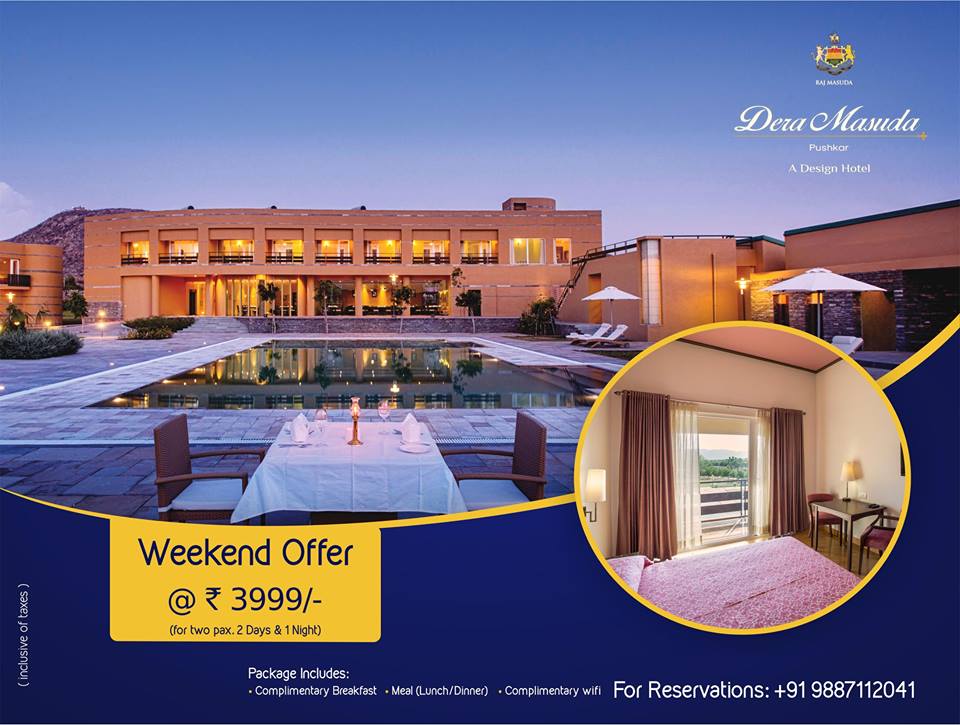 RAJ MASUDA
Dera Masuda
Pushkar
A Design Hotel
Weekend Offer
@ ₹ 3999/-
(for two pax. 2 Days & 1 Night)
( inclusive of taxes )
Package Includes:
• Complimentary Breakfast • Meal (Lunch/Dinner) • Complimentary wifi
For Reservations: +91 9887112041